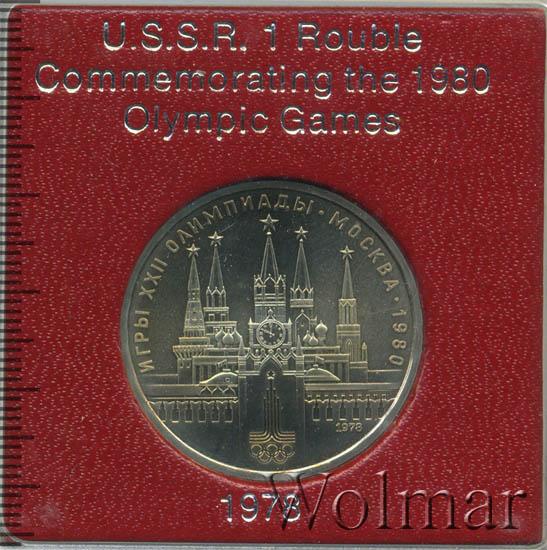 U.S.S.R. 1 Rouble
Commemorating the 1980
Olympic Games
ИГРЫ XXII ОЛИМПИАДЫ · МОСКВА · 1980
1978
1978
Wolmar